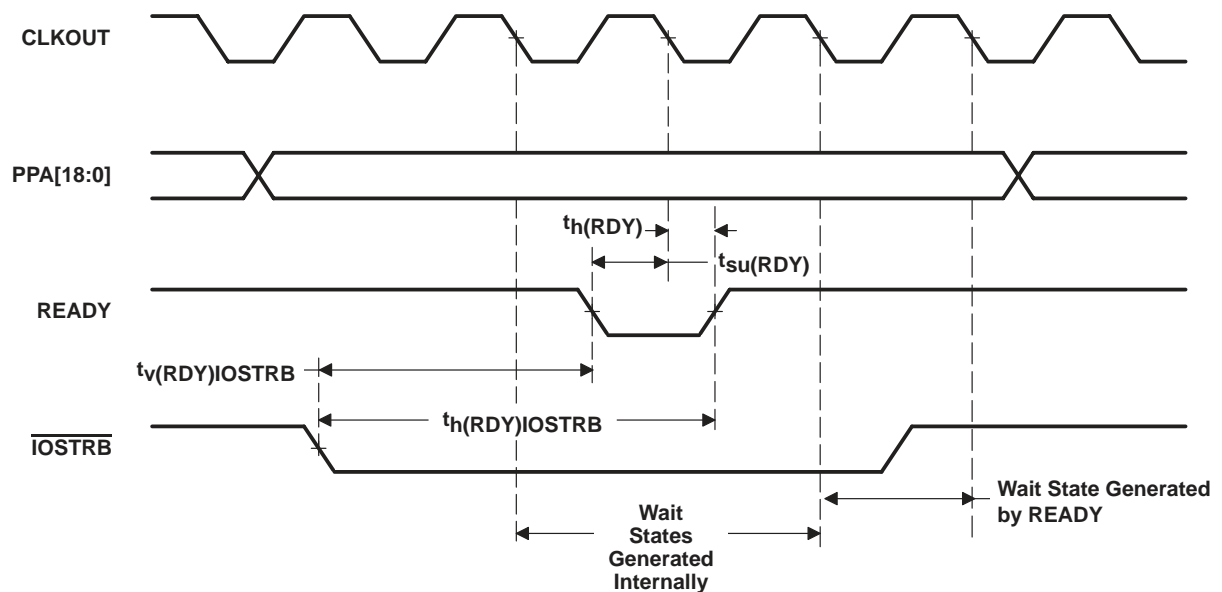 CLKOUT
PPA[18:0]
th(RDY)
tsu(RDY)
READY
tv(RDY)IOSTRB
th(RDY)IOSTRB
IOSTRB
Wait State Generated
by READY
Wait
States
Generated
Internally